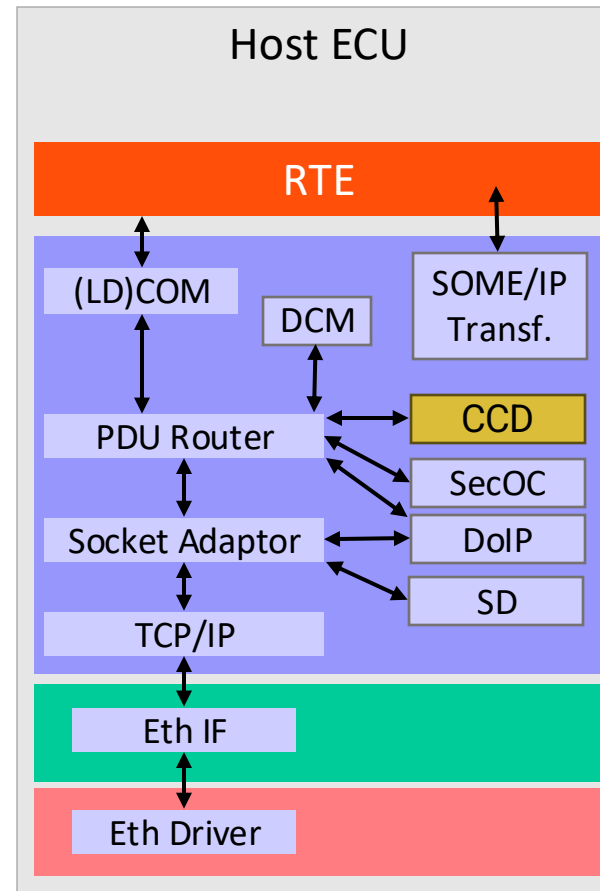 Host ECU
RTE
(LD)COM
SOME/IP
Transf.
DCM
CCD
PDU Router
SecOC
Socket Adaptor
DoIP
SD
TCP/IP
Eth IF
Eth Driver